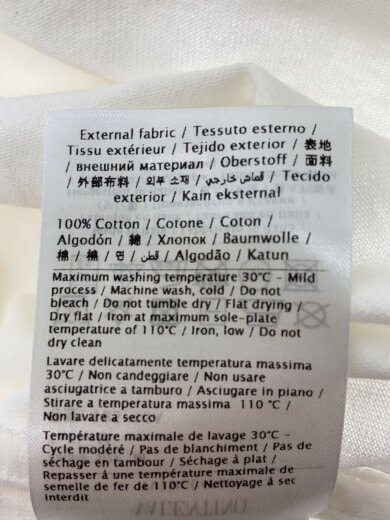 External fabric / Tessuto esterno /
Tissu extérieur / Tejido exterior / 表地
/ внешний материал / Oberstoff / 面料
/ 外部布料 / 외부 소재 / قماش خارجي / Tecido
exterior / Kain eksternal
100% Cotton / Cotone / Coton /
Algodón / 綿 / Хлопок / Baumwolle /
棉 / 棉 / 면 / قطن / Algodão / Katun
Maximum washing temperature 30°C - Mild
process / Machine wash, cold / Do not
bleach / Do not tumble dry / Flat drying /
Dry flat / Iron at maximum sole-plate
temperature of 110°C / Iron, low / Do not
dry clean
Lavare delicatamente temperatura massima
30°C / Non candeggiare / Non usare
asciugatrice a tamburo / Asciugare in piano /
Stirare a temperatura massima 110 °C /
Non lavare a secco
Température maximale de lavage 30°C -
Cycle modéré / Pas de blanchiment / Pas de
séchage en tambour / Séchage à plat /
Repasser à une température maximale de
semelle de fer de 110°C / Nettoyage à sec
interdit
VALENTINO